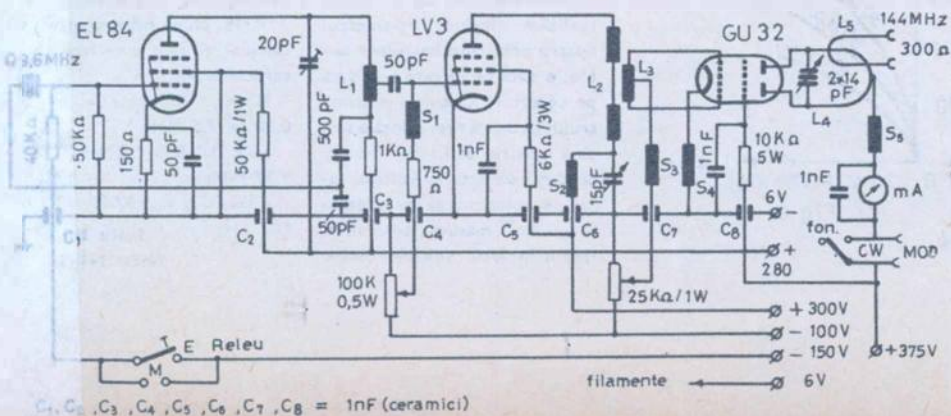 EL84
LV3
GU 32
144MHz
300Ω
Q 3,6MHz
40KΩ
50KΩ
150Ω
50 pF
50 KΩ/1W
20pF
L₁
50pF
500 pF
S₁
1KΩ
750 Ω
1nF
50pF
L₂
L₃
6KΩ/3W
S₂
15pF
S₃
S₄
1nF
10KΩ 5W
2×14 pF
L₄
L₅
S₅
1nF
mA
6V -
fon.
CW
MOD
C₁
C₂
C₃
C₄
C₅
C₆
C₇
C₈
+ 280
100K 0,5W
25KΩ/1W
+ 300V
- 100V
- 150V
+375V
T
E
Releu
M
filamente
6V
C₁, C₂, C₃, C₄, C₅, C₆, C₇, C₈ = 1nF (ceramici)